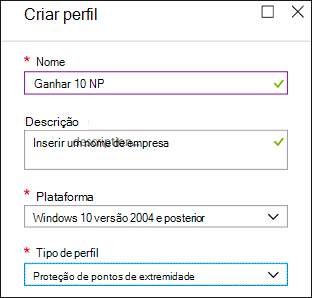 Criar perfil
* Nome
Ganhar 10 NP
Descrição
Inserir um nome de empresa
description...
* Plataforma
Windows 10 versão 2004 e posterior
* Tipo de perfil
Proteção de pontos de extremidade